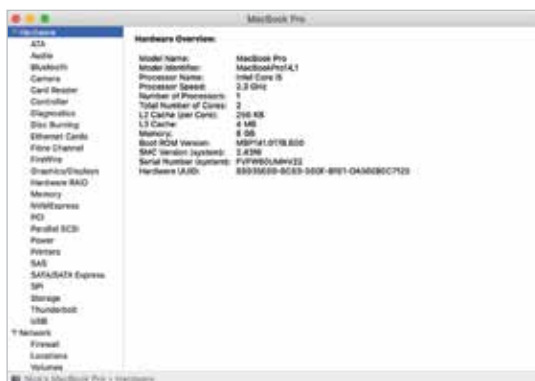 MacBook Pro
Hardware
ATA
Audio
Bluetooth
Camera
Card Reader
Controller
Diagnostics
Disc Burning
Ethernet Cards
Fibre Channel
FireWire
Graphics/Displays
Hardware RAID
Memory
NVMExpress
PCI
Parallel SCSI
Power
Printers
SAS
SATA/SATA Express
SPI
Storage
Thunderbolt
USB
Network
Firewall
Locations
Volumes
Hardware Overview:
Model Name: MacBook Pro
Model Identifier: MacBookPro14,1
Processor Name: Intel Core i5
Processor Speed: 2.3 GHz
Number of Processors: 1
Total Number of Cores: 2
L2 Cache (per Core): 256 KB
L3 Cache: 4 MB
Memory: 8 GB
Boot ROM Version:
SMC Version (system):
Serial Number (system):
Hardware UUID:
Nick's MacBook Pro › Hardware